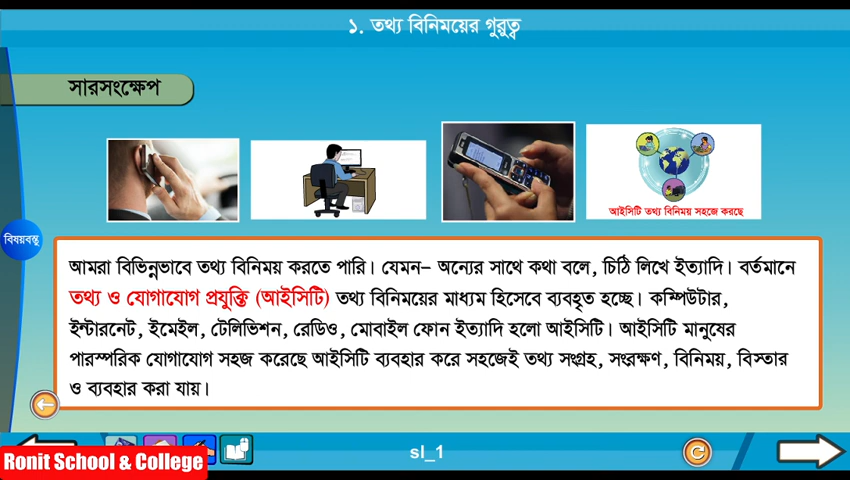 ১. তথ্য বিনিময়ের গুরুত্ব
সারসংক্ষেপ
আইসিটি তথ্য বিনিময় সহজে করছে
বিষয়বস্তু
আমরা বিভিন্নভাবে তথ্য বিনিময় করতে পারি। যেমন– অন্যের সাথে কথা বলে, চিঠি লিখে ইত্যাদি। বর্তমানে
তথ্য ও যোগাযোগ প্রযুক্তি (আইসিটি) তথ্য বিনিময়ের মাধ্যম হিসেবে ব্যবহৃত হচ্ছে। কম্পিউটার,
ইন্টারনেট, ইমেইল, টেলিভিশন, রেডিও, মোবাইল ফোন ইত্যাদি হলো আইসিটি। আইসিটি মানুষের
পারস্পরিক যোগাযোগ সহজ করেছে আইসিটি ব্যবহার করে সহজেই তথ্য সংগ্রহ, সংরক্ষণ, বিনিময়, বিস্তার
ও ব্যবহার করা যায়।
sl_1
Ronit School & College